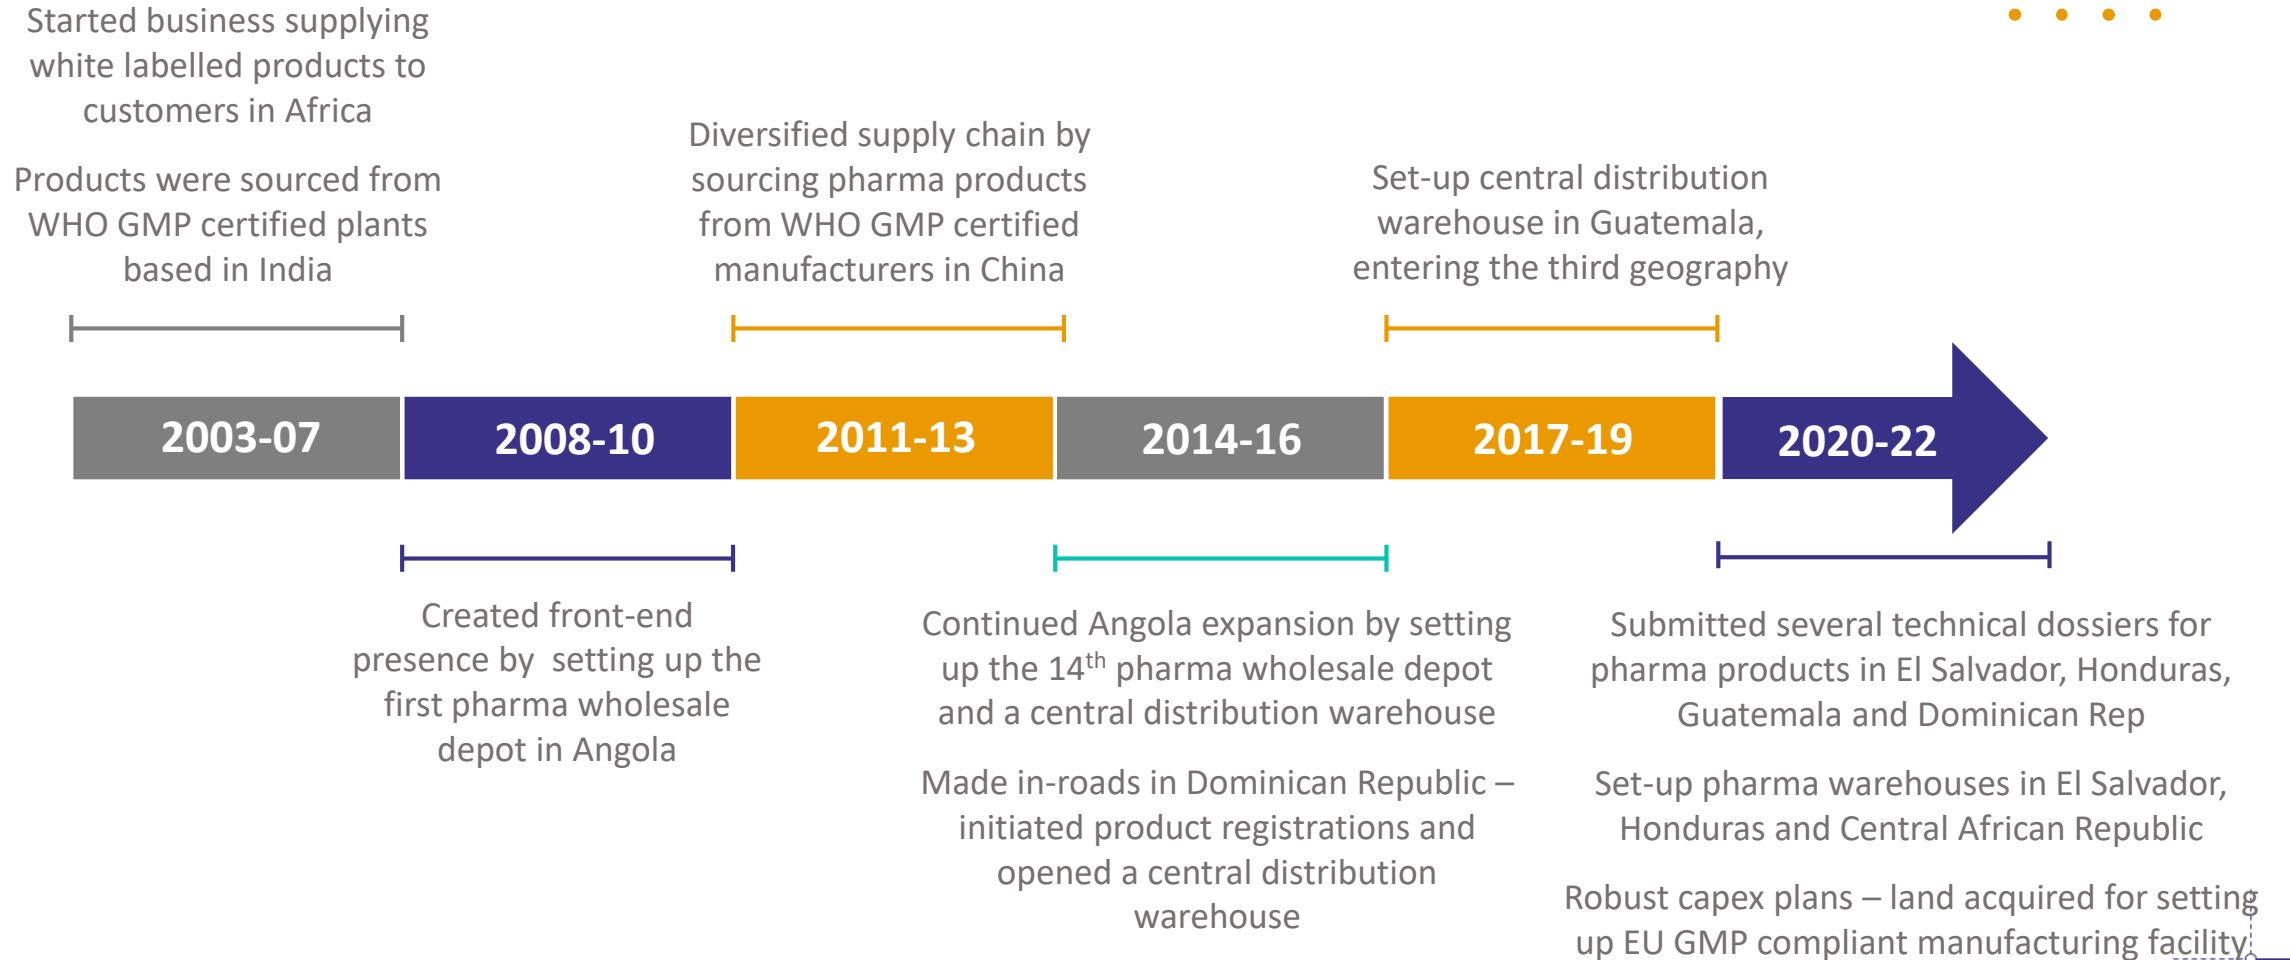 Started business supplying
white labelled products to
customers in Africa
Products were sourced from
WHO GMP certified plants
based in India
Diversified supply chain by
sourcing pharma products
from WHO GMP certified
manufacturers in China
Set-up central distribution
warehouse in Guatemala,
entering the third geography
2003-07
2008-10
2011-13
2014-16
2017-19
2020-22
Created front-end
presence by  setting up the
first pharma wholesale
depot in Angola
Continued Angola expansion by setting
up the 14th pharma wholesale depot
and a central distribution warehouse
Made in-roads in Dominican Republic –
initiated product registrations and
opened a central distribution
warehouse
Submitted several technical dossiers for
pharma products in El Salvador, Honduras,
Guatemala and Dominican Rep
Set-up pharma warehouses in El Salvador,
Honduras and Central African Republic
Robust capex plans – land acquired for setting
up EU GMP compliant manufacturing facility